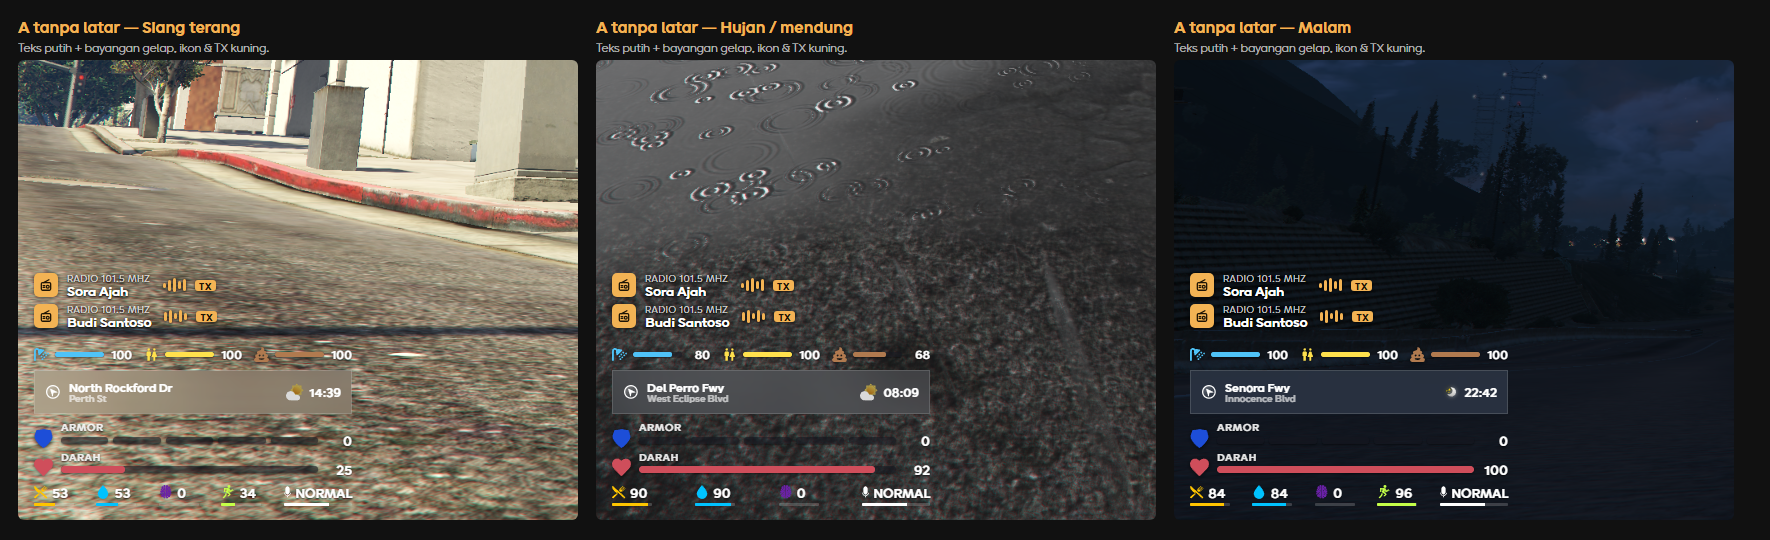 A tanpa latar — Siang terang
Teks putih + bayangan gelap, ikon & TX kuning.
RADIO 101.5 MHZ
Sora Ajah
TX
RADIO 101.5 MHZ
Budi Santoso
TX
100
100
100
North Rockford Dr
Perth St
14:39
ARMOR
0
DARAH
25
53
53
0
34
NORMAL
A tanpa latar — Hujan / mendung
Teks putih + bayangan gelap, ikon & TX kuning.
RADIO 101.5 MHZ
Sora Ajah
TX
RADIO 101.5 MHZ
Budi Santoso
TX
80
100
68
Del Perro Fwy
West Eclipse Blvd
08:09
ARMOR
0
DARAH
92
90
90
0
NORMAL
A tanpa latar — Malam
Teks putih + bayangan gelap, ikon & TX kuning.
RADIO 101.5 MHZ
Sora Ajah
TX
RADIO 101.5 MHZ
Budi Santoso
TX
100
100
100
Senora Fwy
Innocence Blvd
22:42
ARMOR
0
DARAH
100
84
84
0
96
NORMAL